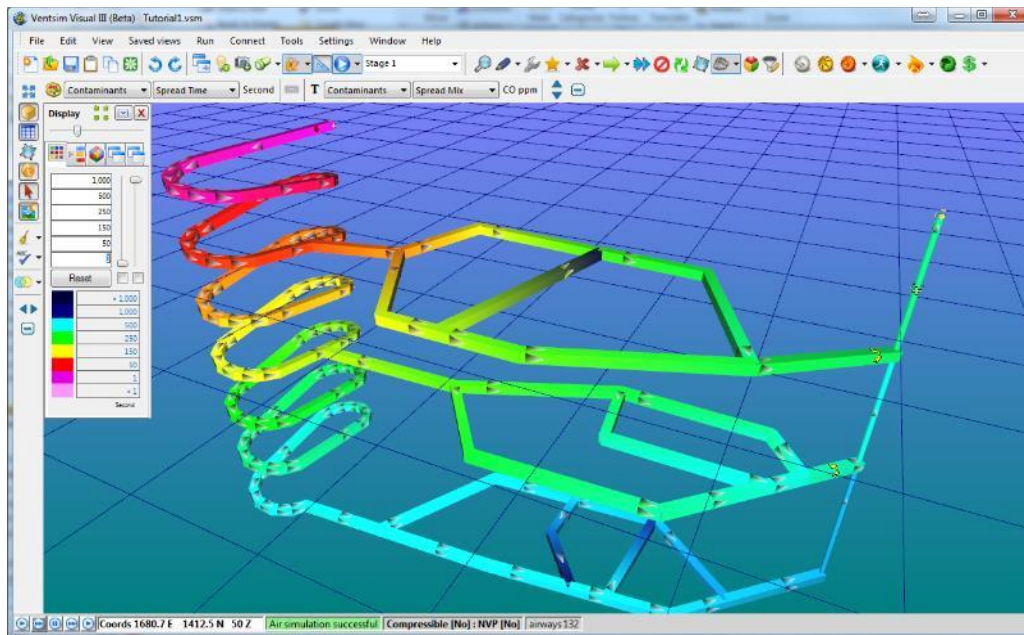 Ventsim Visual III (Beta) Tutorial1.vsm
File Edit View Saved views Run Connect Tools Settings Window Help
Stage 1
Contaminants Spread Time Second T Contaminants Spread Mix CO ppm
Display
1.000
500
250
150
50
Reset
+ 1.000
1.000
500
250
150
50
1
< 1
Second
Coords 1680.7 E 1412.5 N 50 Z Air simulation successful Compressible [No] : NVP [No] airways 132